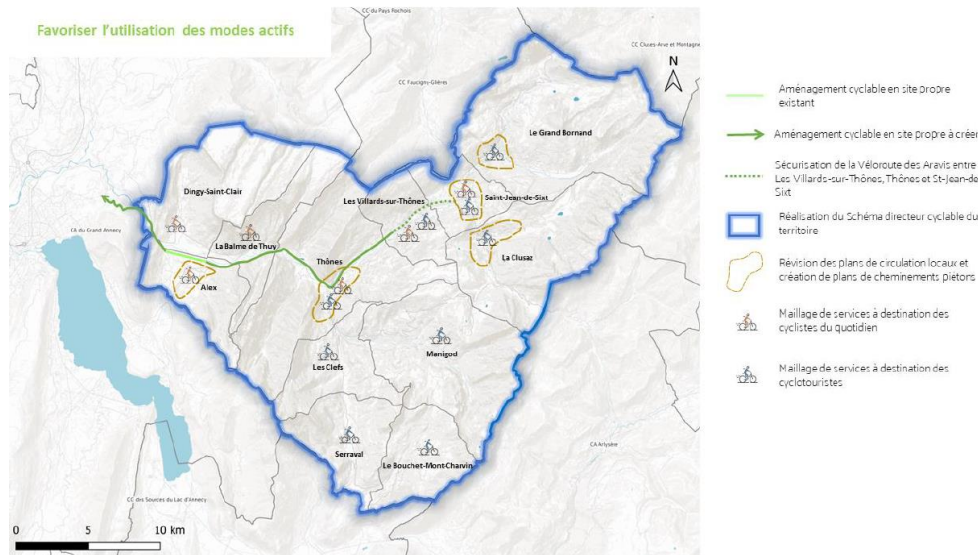 Favoriser l'utilisation des modes actifs
CC du Pays Rochois
CC Cluses-Arve et Montagne
N
CC Faucigny-Glières
Le Grand Bornand
Dingy-Saint-Clair
Les Villards-sur-Thônes
Saint-Jean-de-Sixt
CA du Grand Annecy
La Balme de Thuy
La Clusaz
Thônes
Alex
Manigod
Les Clefs
Serraval
Le Bouchet-Mont-Charvin
CA Arlysère
CC des Sources du Lac d'Annecy
0 5 10 km
Aménagement cyclable en site propre
existant
Aménagement cyclable en site propre à créer
Sécurisation de la Véloroute des Aravis entre
Les Villards-sur-Thônes, Thônes et St-Jean-de
Sixt
Réalisation du Schéma directeur cyclable du
territoire
Révision des plans de circulation locaux et
création de plans de cheminements piétons
Maillage de services à destination des
cyclistes du quotidien
Maillage de services à destination des
cyclotouristes